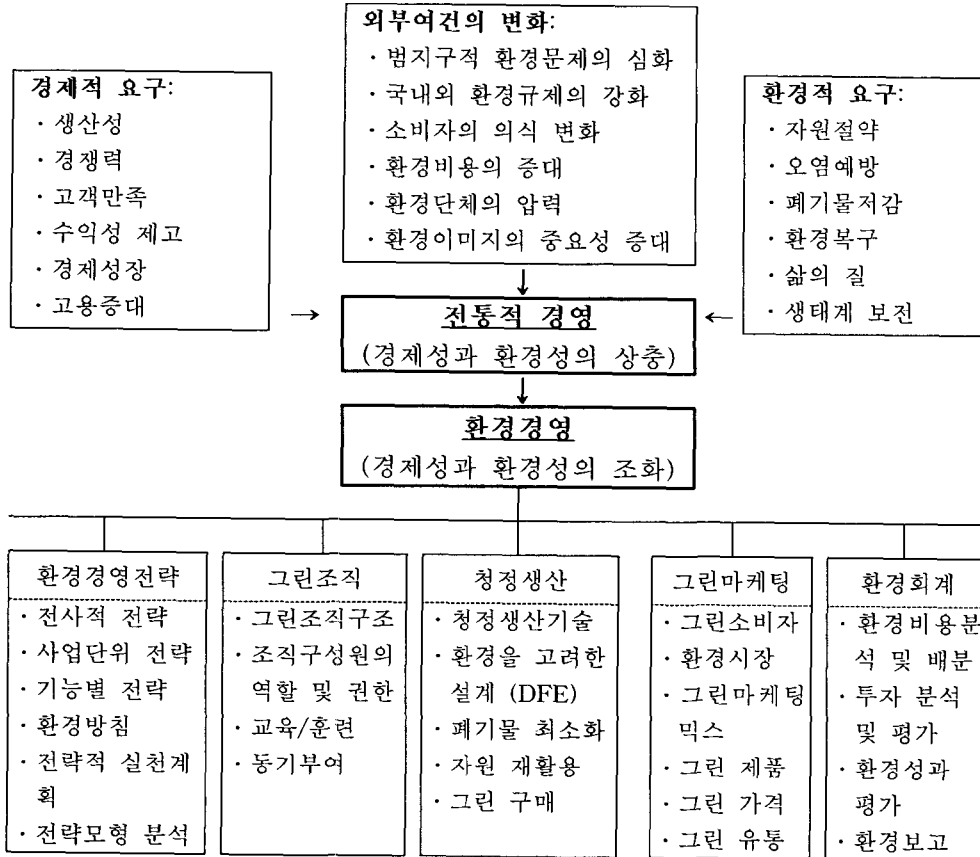 외부여건의 변화:
· 범지구적 환경문제의 심화
· 국내외 환경규제의 강화
· 소비자의 의식 변화
· 환경비용의 증대
· 환경단체의 압력
· 환경이미지의 중요성 증대
경제적 요구:
· 생산성
· 경쟁력
· 고객만족
· 수익성 제고
· 경제성장
· 고용증대
환경적 요구:
· 자원절약
· 오염예방
· 폐기물저감
· 환경복구
· 삶의 질
· 생태계 보전
→
←
↓
전통적 경영
(경제성과 환경성의 상충)
↓
환경경영
(경제성과 환경성의 조화)
환경경영전략
· 전사적 전략
· 사업단위 전략
· 기능별 전략
· 환경방침
· 전략적 실천계
획
· 전략모형 분석
그린조직
· 그린조직구조
· 조직구성원의
역할 및 권한
· 교육/훈련
· 동기부여
청정생산
· 청정생산기술
· 환경을 고려한
설계 (DFE)
· 폐기물 최소화
· 자원 재활용
· 그린 구매
그린마케팅
· 그린소비자
· 환경시장
· 그린마케팅
믹스
· 그린 제품
· 그린 가격
· 그린 유통
환경회계
· 환경비용분
석 및 배분
· 투자 분석
및 평가
· 환경성과
평가
· 환경보고